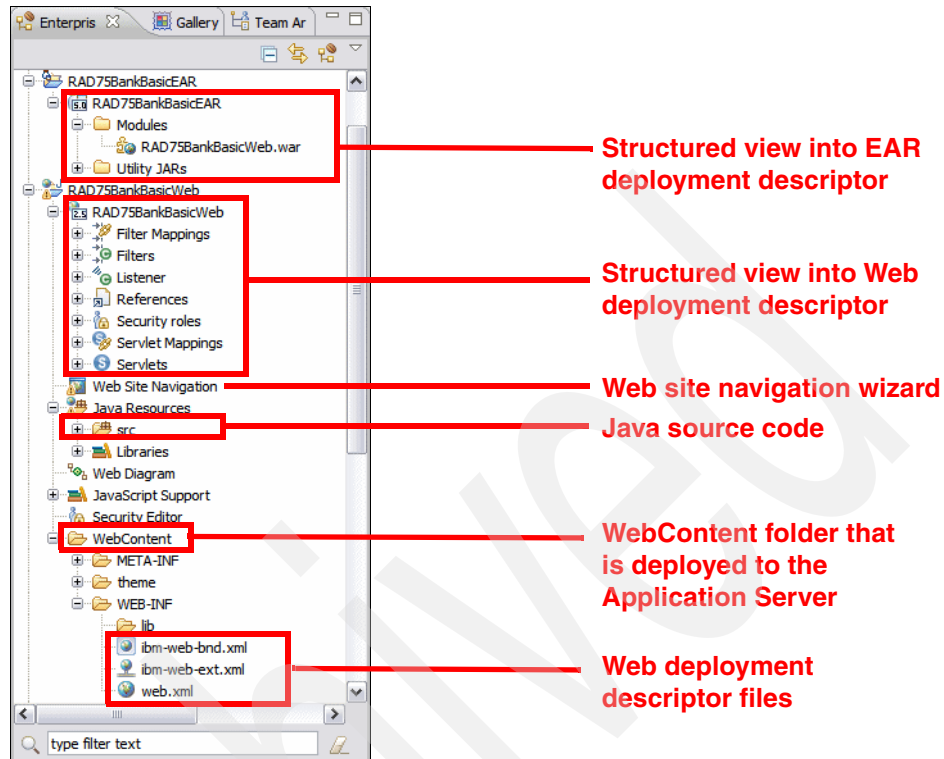 Enterpris Gallery Team Ar
RAD75BankBasicEAR
5.0 RAD75BankBasicEAR
Modules
RAD75BankBasicWeb.war
Utility JARs
RAD75BankBasicWeb
2.5 RAD75BankBasicWeb
Filter Mappings
Filters
Listener
References
Security roles
Servlet Mappings
Servlets
Web Site Navigation
Java Resources
src
Libraries
Web Diagram
JavaScript Support
Security Editor
WebContent
META-INF
theme
WEB-INF
lib
ibm-web-bnd.xml
ibm-web-ext.xml
web.xml
type filter text
Structured view into EAR
deployment descriptor
Structured view into Web
deployment descriptor
Web site navigation wizard
Java source code
WebContent folder that
is deployed to the
Application Server
Web deployment
descriptor files